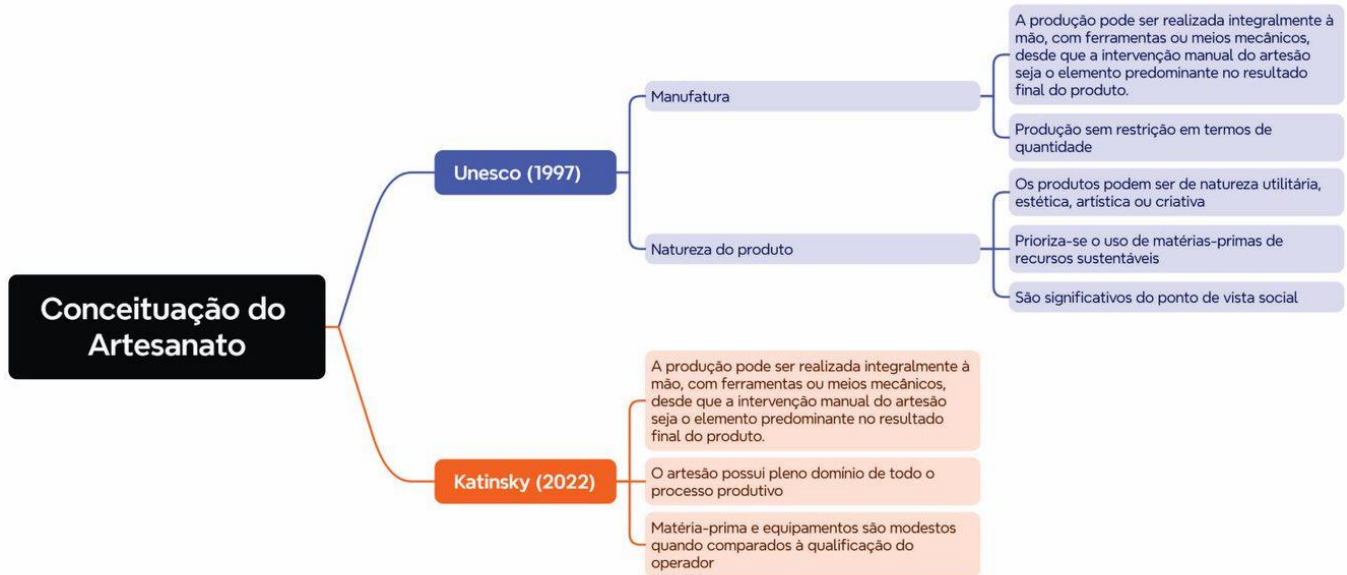 Conceituação do
Artesanato
Unesco (1997)
Manufatura
A produção pode ser realizada integralmente à
mão, com ferramentas ou meios mecânicos,
desde que a intervenção manual do artesão
seja o elemento predominante no resultado
final do produto.
Produção sem restrição em termos de
quantidade
Natureza do produto
Os produtos podem ser de natureza utilitária,
estética, artística ou criativa
Prioriza-se o uso de matérias-primas de
recursos sustentáveis
São significativos do ponto de vista social
Katinsky (2022)
A produção pode ser realizada integralmente à
mão, com ferramentas ou meios mecânicos,
desde que a intervenção manual do artesão
seja o elemento predominante no resultado
final do produto.
O artesão possui pleno domínio de todo o
processo produtivo
Matéria-prima e equipamentos são modestos
quando comparados à qualificação do
operador